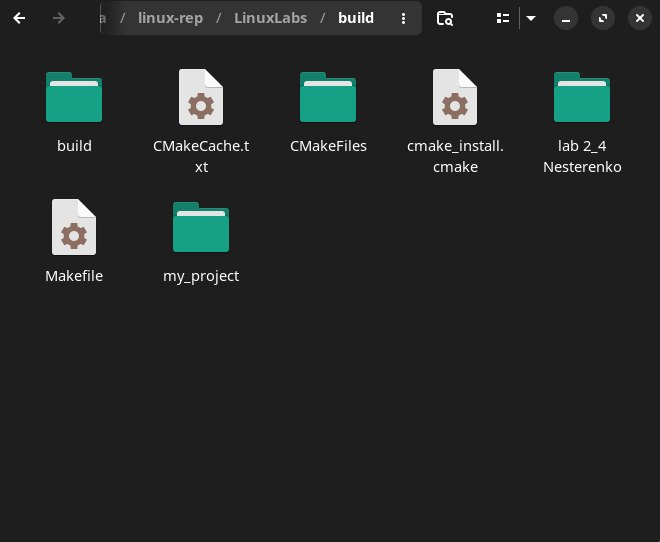 a / linux-rep / LinuxLabs / build
build
CMakeCache.t
xt
CMakeFiles
cmake_install.
cmake
lab 2_4
Nesterenko
Makefile
my_project